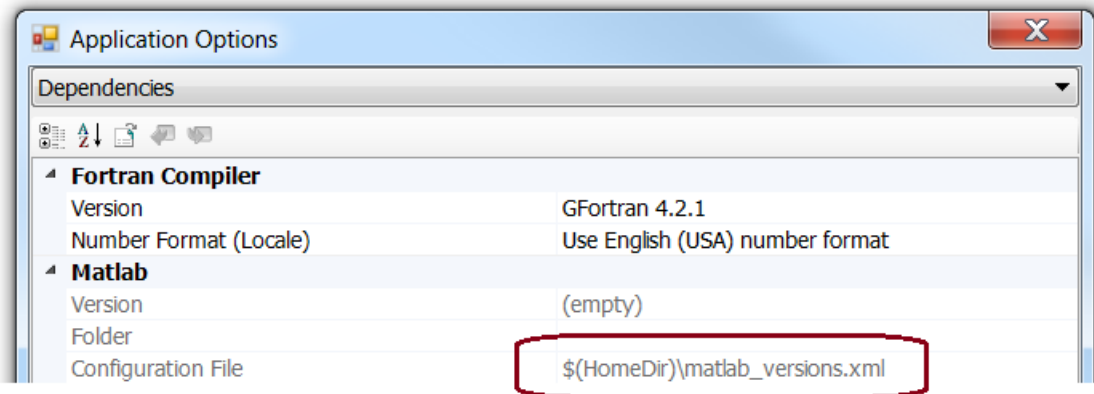 Application Options
Dependencies
Fortran Compiler
Version GFortran 4.2.1
Number Format (Locale) Use English (USA) number format
Matlab
Version (empty)
Folder
Configuration File $(HomeDir)\matlab_versions.xml